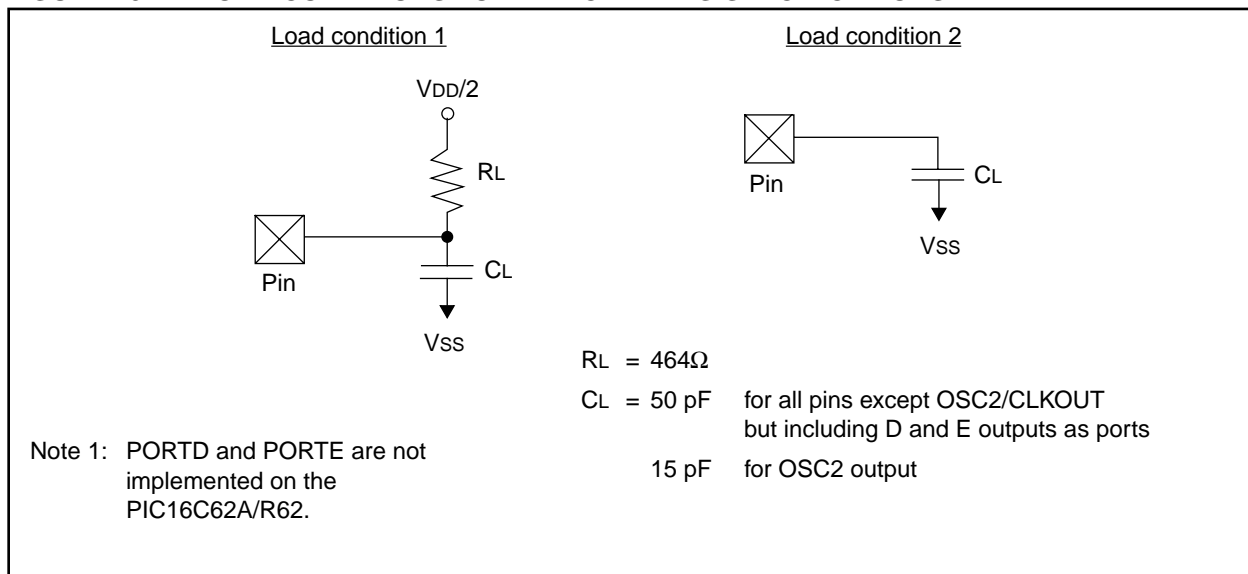 Load condition 1
VDD/2
RL
Pin
CL
VSS
Load condition 2
Pin
CL
VSS
RL = 464Ω
CL = 50 pF for all pins except OSC2/CLKOUT
but including D and E outputs as ports
15 pF for OSC2 output
Note 1: PORTD and PORTE are not
implemented on the
PIC16C62A/R62.